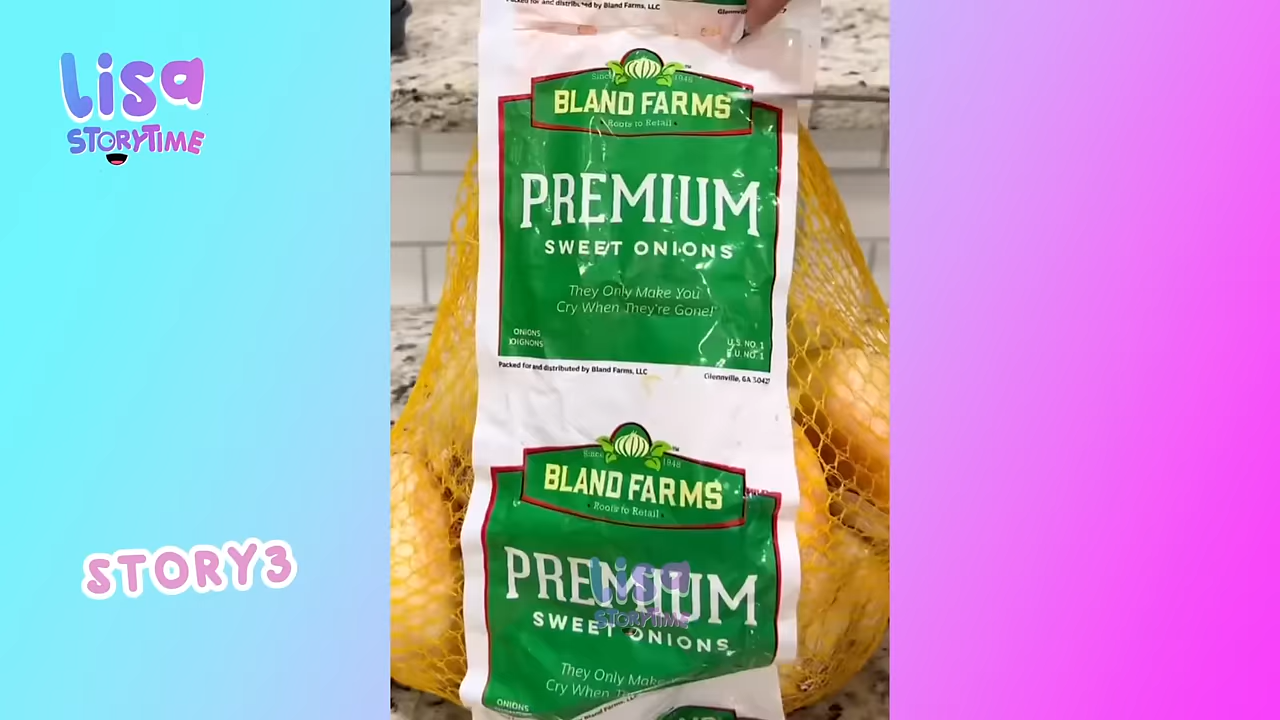 Packed for and distributed by Bland Farms, LLC
Lisa
STORYTIME
Since 1948
BLAND FARMS
Roots to Retail
PREMIUM
SWEET ONIONS
They Only Make You
Cry When They're Gone!
ONIONS
OIGNONS
U.S. NO. 1
E.U. NO. 1
Packed for and distributed by Bland Farms, LLC
Glennville, GA 30427
Since 1948
BLAND FARMS
Roots to Retail
STORY3
PREMIUM
Lisa
STORYTIME
SWEET ONIONS
They Only Make
Cry When
ONIONS
Bland Farms, LLC